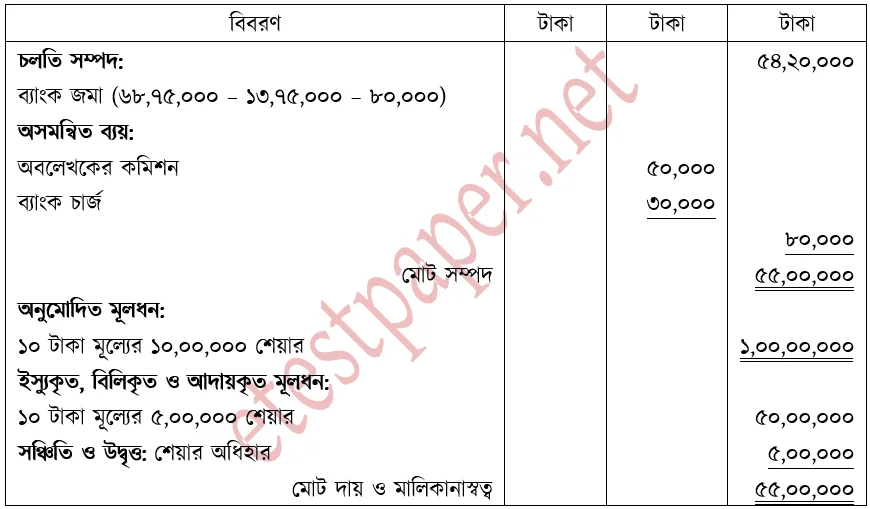 বিবরণ টাকা টাকা টাকা
চলতি সম্পদ: ৫৪,২০,০০০
ব্যাংক জমা (৬৮,৭৫,০০০ – ১৩,৭৫,০০০ – ৮০,০০০)
অসমন্বিত ব্যয়:
অবলেখকের কমিশন ৫০,০০০
ব্যাংক চার্জ ৩০,০০০
৮০,০০০
মোট সম্পদ ৫৫,০০,০০০
অনুমোদিত মূলধন:
১০ টাকা মূল্যের ১০,০০,০০০ শেয়ার ১,০০,০০,০০০
ইস্যুকৃত, বিলিকৃত ও আদায়কৃত মূলধন:
১০ টাকা মূল্যের ৫,০০,০০০ শেয়ার ৫০,০০,০০০
সঞ্চিতি ও উদ্বৃত্ত: শেয়ার অধিহার ৫,০০,০০০
মোট দায় ও মালিকানাস্বত্ব ৫৫,০০,০০০
etestpaper.net